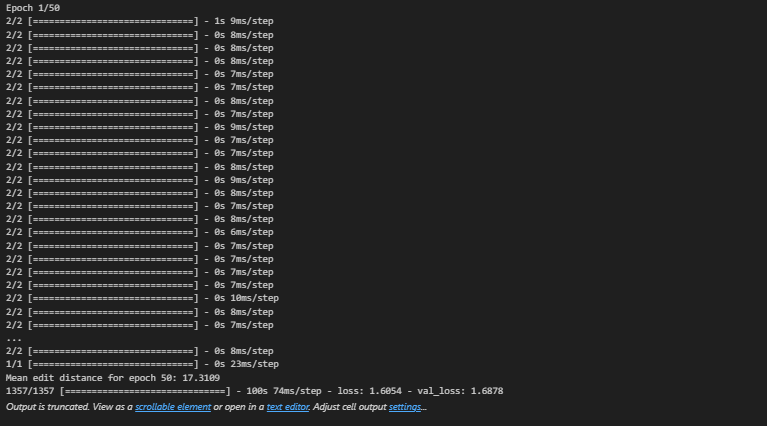 Epoch 1/50
2/2 [==============================] - 1s 9ms/step
2/2 [==============================] - 0s 8ms/step
2/2 [==============================] - 0s 8ms/step
2/2 [==============================] - 0s 8ms/step
2/2 [==============================] - 0s 7ms/step
2/2 [==============================] - 0s 7ms/step
2/2 [==============================] - 0s 8ms/step
2/2 [==============================] - 0s 7ms/step
2/2 [==============================] - 0s 9ms/step
2/2 [==============================] - 0s 7ms/step
2/2 [==============================] - 0s 7ms/step
2/2 [==============================] - 0s 8ms/step
2/2 [==============================] - 0s 9ms/step
2/2 [==============================] - 0s 8ms/step
2/2 [==============================] - 0s 7ms/step
2/2 [==============================] - 0s 8ms/step
2/2 [==============================] - 0s 6ms/step
2/2 [==============================] - 0s 7ms/step
2/2 [==============================] - 0s 7ms/step
2/2 [==============================] - 0s 7ms/step
2/2 [==============================] - 0s 7ms/step
2/2 [==============================] - 0s 10ms/step
2/2 [==============================] - 0s 8ms/step
2/2 [==============================] - 0s 7ms/step
...
2/2 [==============================] - 0s 8ms/step
1/1 [==============================] - 0s 23ms/step
Mean edit distance for epoch 50: 17.3109
1357/1357 [==============================] - 100s 74ms/step - loss: 1.6054 - val_loss: 1.6878
Output is truncated. View as a scrollable element or open in a text editor. Adjust cell output settings...